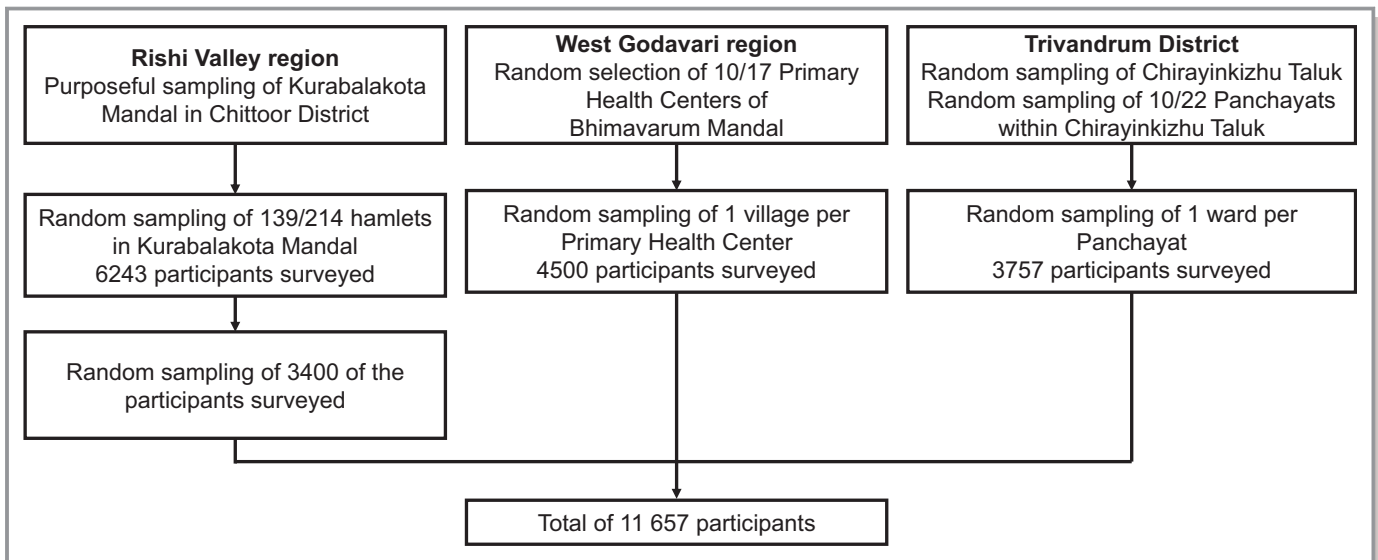 Rishi Valley region
Purposeful sampling of Kurabalakota
Mandal in Chittoor District
West Godavari region
Random selection of 10/17 Primary
Health Centers of
Bhimavarum Mandal
Trivandrum District
Random sampling of Chirayinkizhu Taluk
Random sampling of 10/22 Panchayats
within Chirayinkizhu Taluk
Random sampling of 139/214 hamlets
in Kurabalakota Mandal
6243 participants surveyed
Random sampling of 1 village per
Primary Health Center
4500 participants surveyed
Random sampling of 1 ward per
Panchayat
3757 participants surveyed
Random sampling of 3400 of the
participants surveyed
Total of 11 657 participants